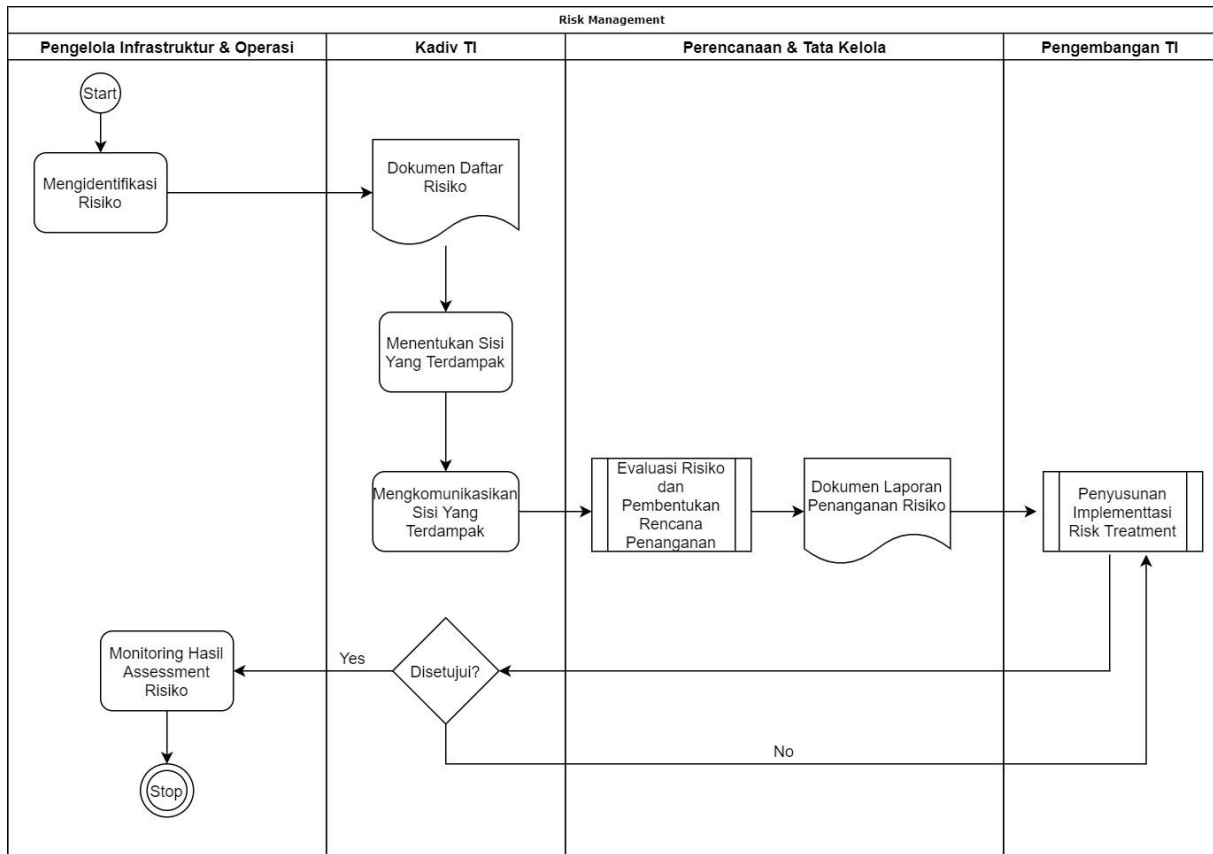 Risk Management
Pengelola Infrastruktur & Operasi
Kadiv TI
Perencanaan & Tata Kelola
Pengembangan TI
Start
Mengidentifikasi
Risiko
Dokumen Daftar
Risiko
Menentukan Sisi
Yang Terdampak
Mengkomunikasikan
Sisi Yang
Terdampak
Evaluasi Risiko
dan
Pembentukan
Rencana
Penanganan
Dokumen Laporan
Penanganan Risiko
Penyusunan
Implementtasi
Risk Treatment
Monitoring Hasil
Assessment
Risiko
Yes
Disetujui?
No
Stop